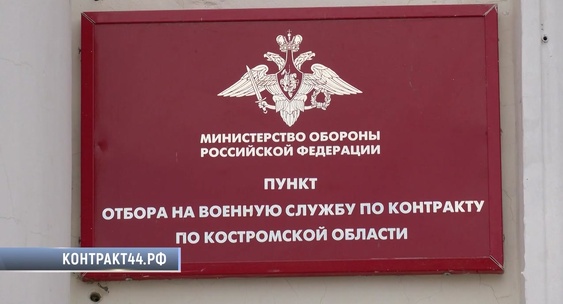 МИНИСТЕРСТВО ОБОРОНЫ
РОССИЙСКОЙ ФЕДЕРАЦИИ
ПУНКТ
ОТБОРА НА ВОЕННУЮ СЛУЖБУ ПО КОНТРАКТУ
ПО КОСТРОМСКОЙ ОБЛАСТИ
КОНТРАКТ44.РФ